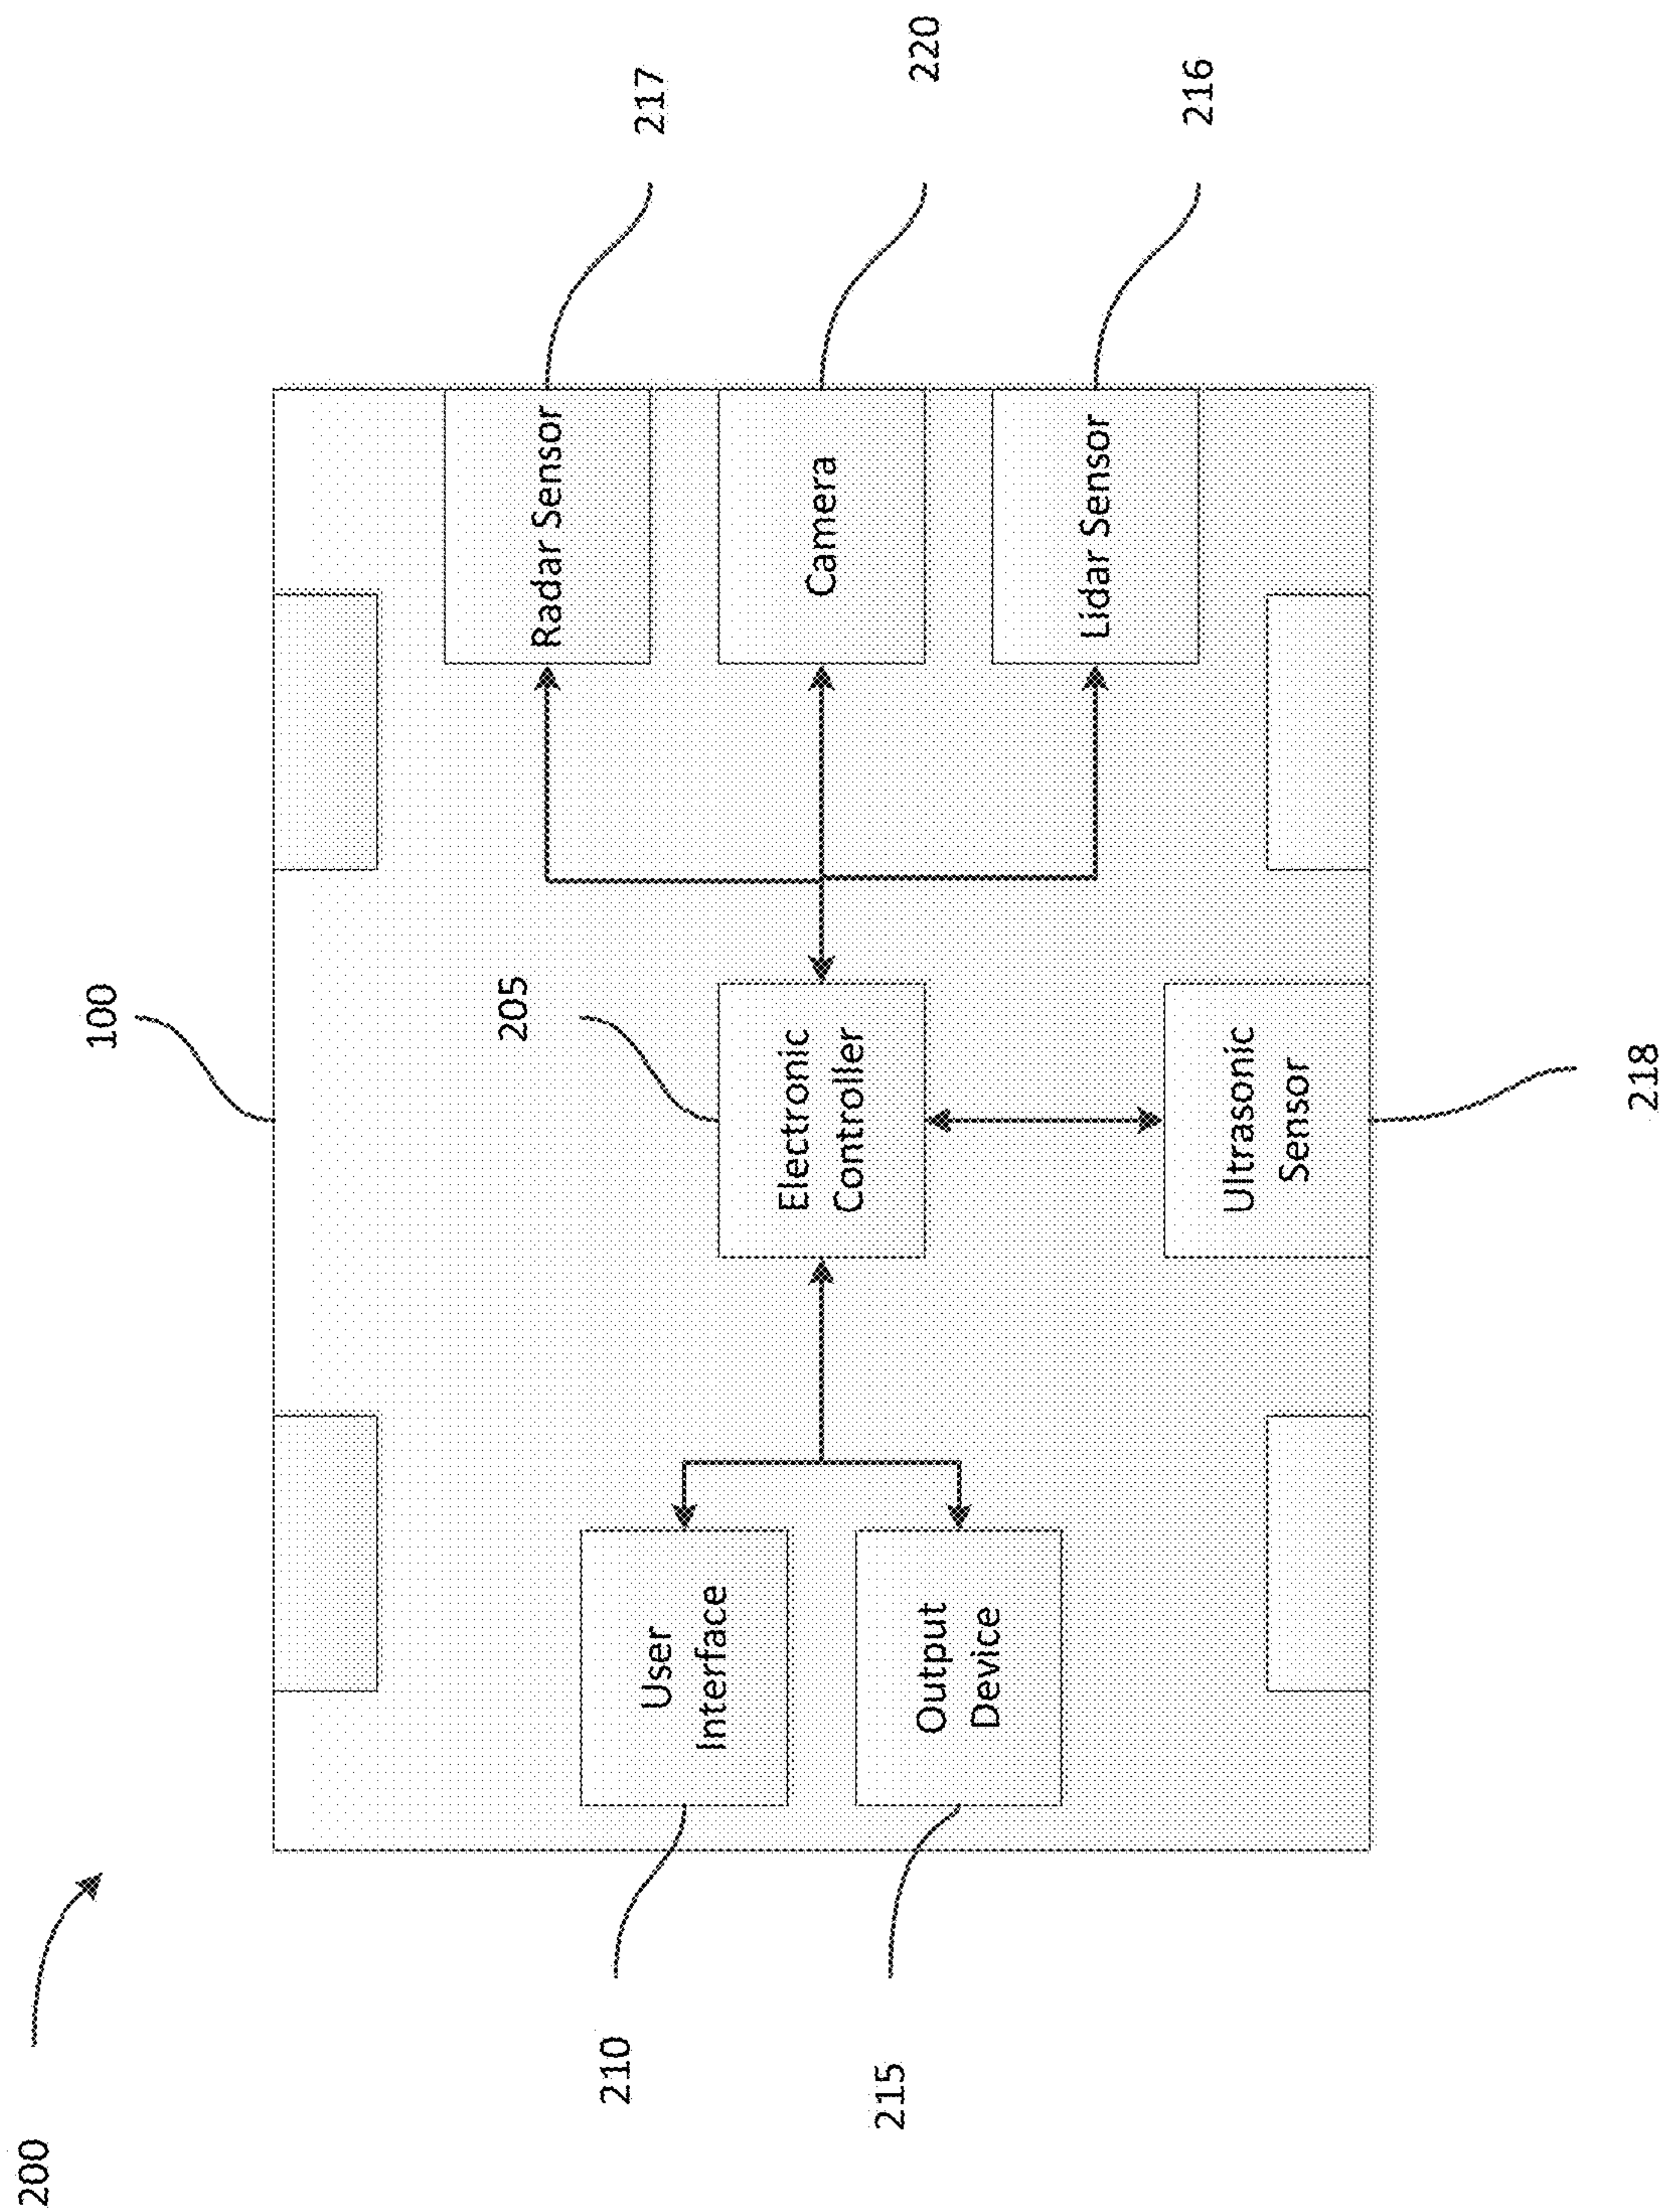 200
100
205
217
220
216
218
210
215
Radar Sensor
Camera
Lidar Sensor
Electronic
Controller
Ultrasonic
Sensor
User
Interface
Output
Device